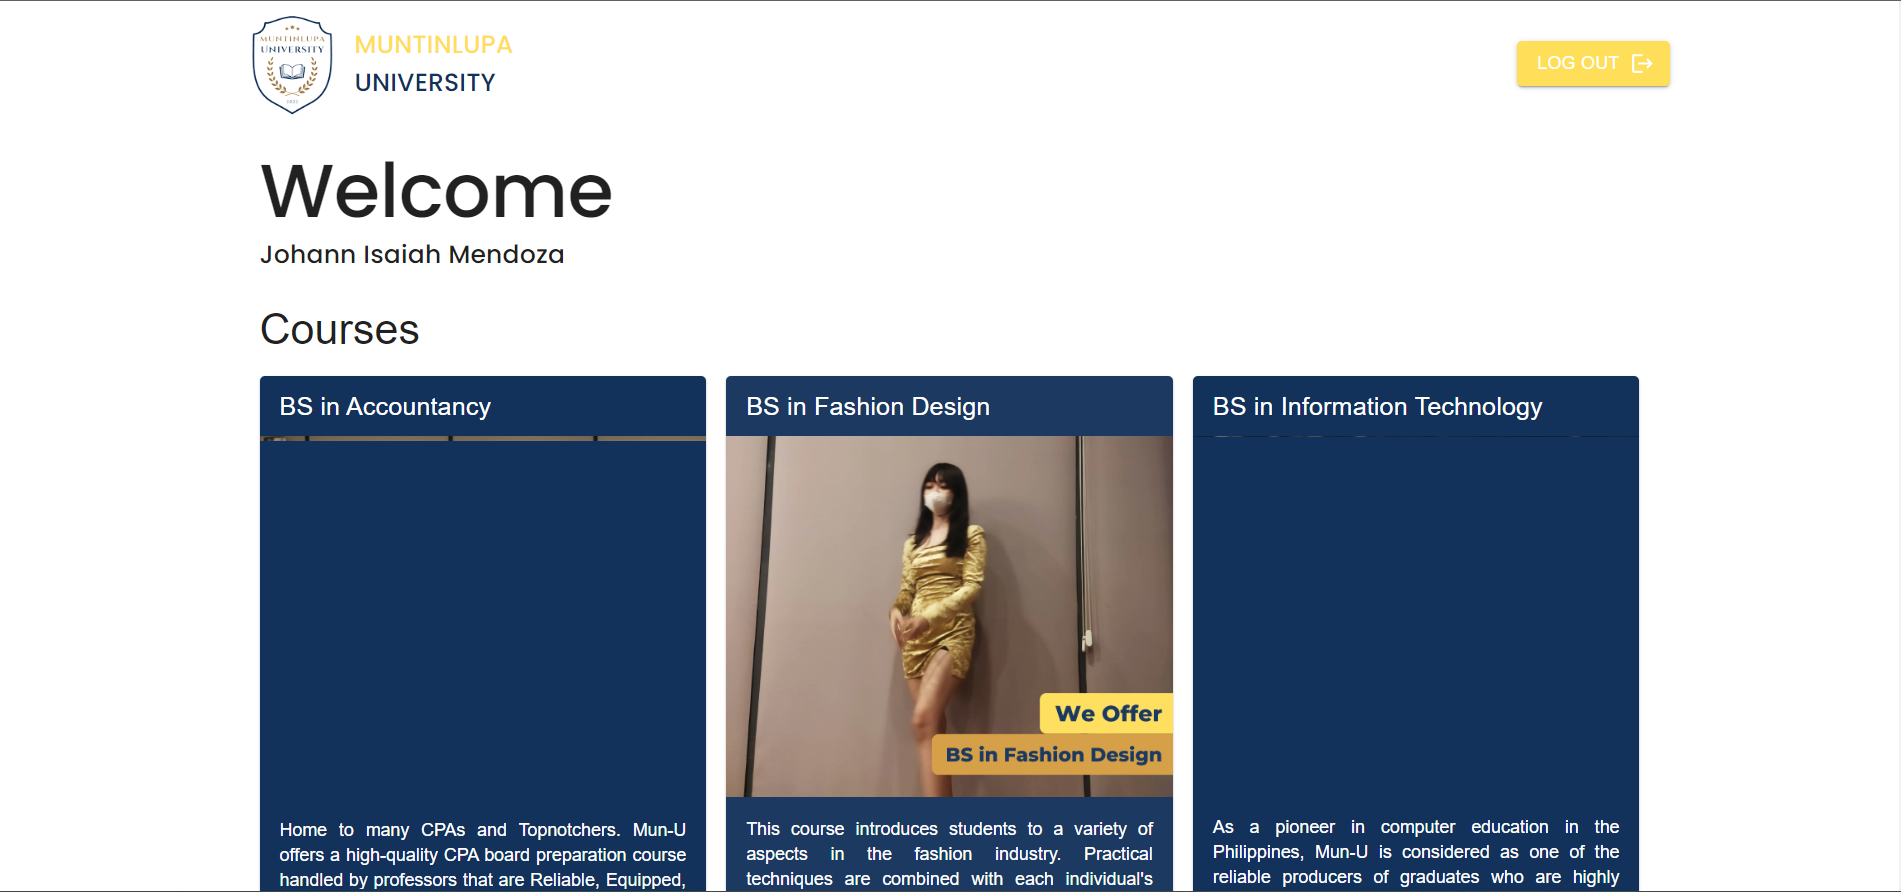 MUNTINLUPA
UNIVERSITY
1922
MUNTINLUPA
UNIVERSITY
LOG OUT
Welcome
Johann Isaiah Mendoza
Courses
BS in Accountancy
Home to many CPAs and Topnotchers. Mun-U
offers a high-quality CPA board preparation course
handled by professors that are Reliable, Equipped,
BS in Fashion Design
We Offer
BS in Fashion Design
This course introduces students to a variety of
aspects in the fashion industry. Practical
techniques are combined with each individual's
BS in Information Technology
As a pioneer in computer education in the
Philippines, Mun-U is considered as one of the
reliable producers of graduates who are highly